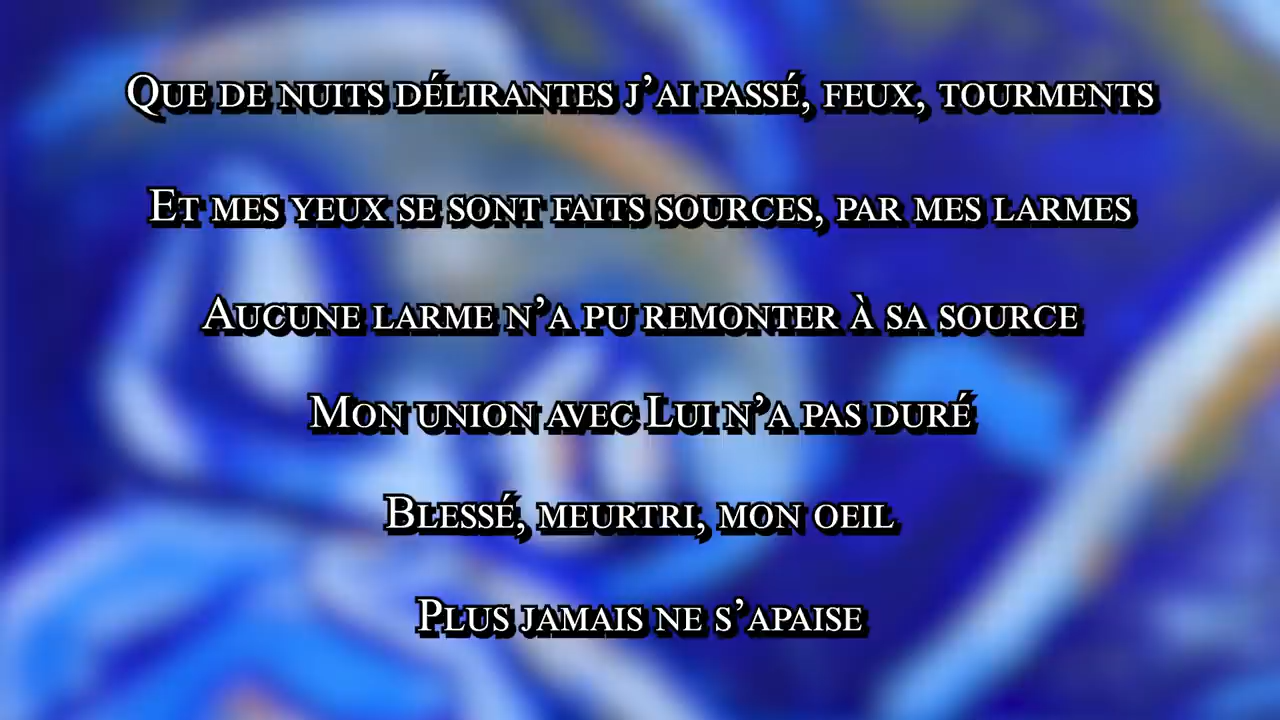 Que de nuits délirantes j'ai passé, feux, tourments
Et mes yeux se sont faits sources, par mes larmes
Aucune larme n'a pu remonter à sa source
Mon union avec Lui n'a pas duré
Blessé, meurtri, mon oeil
Plus jamais ne s'apaise